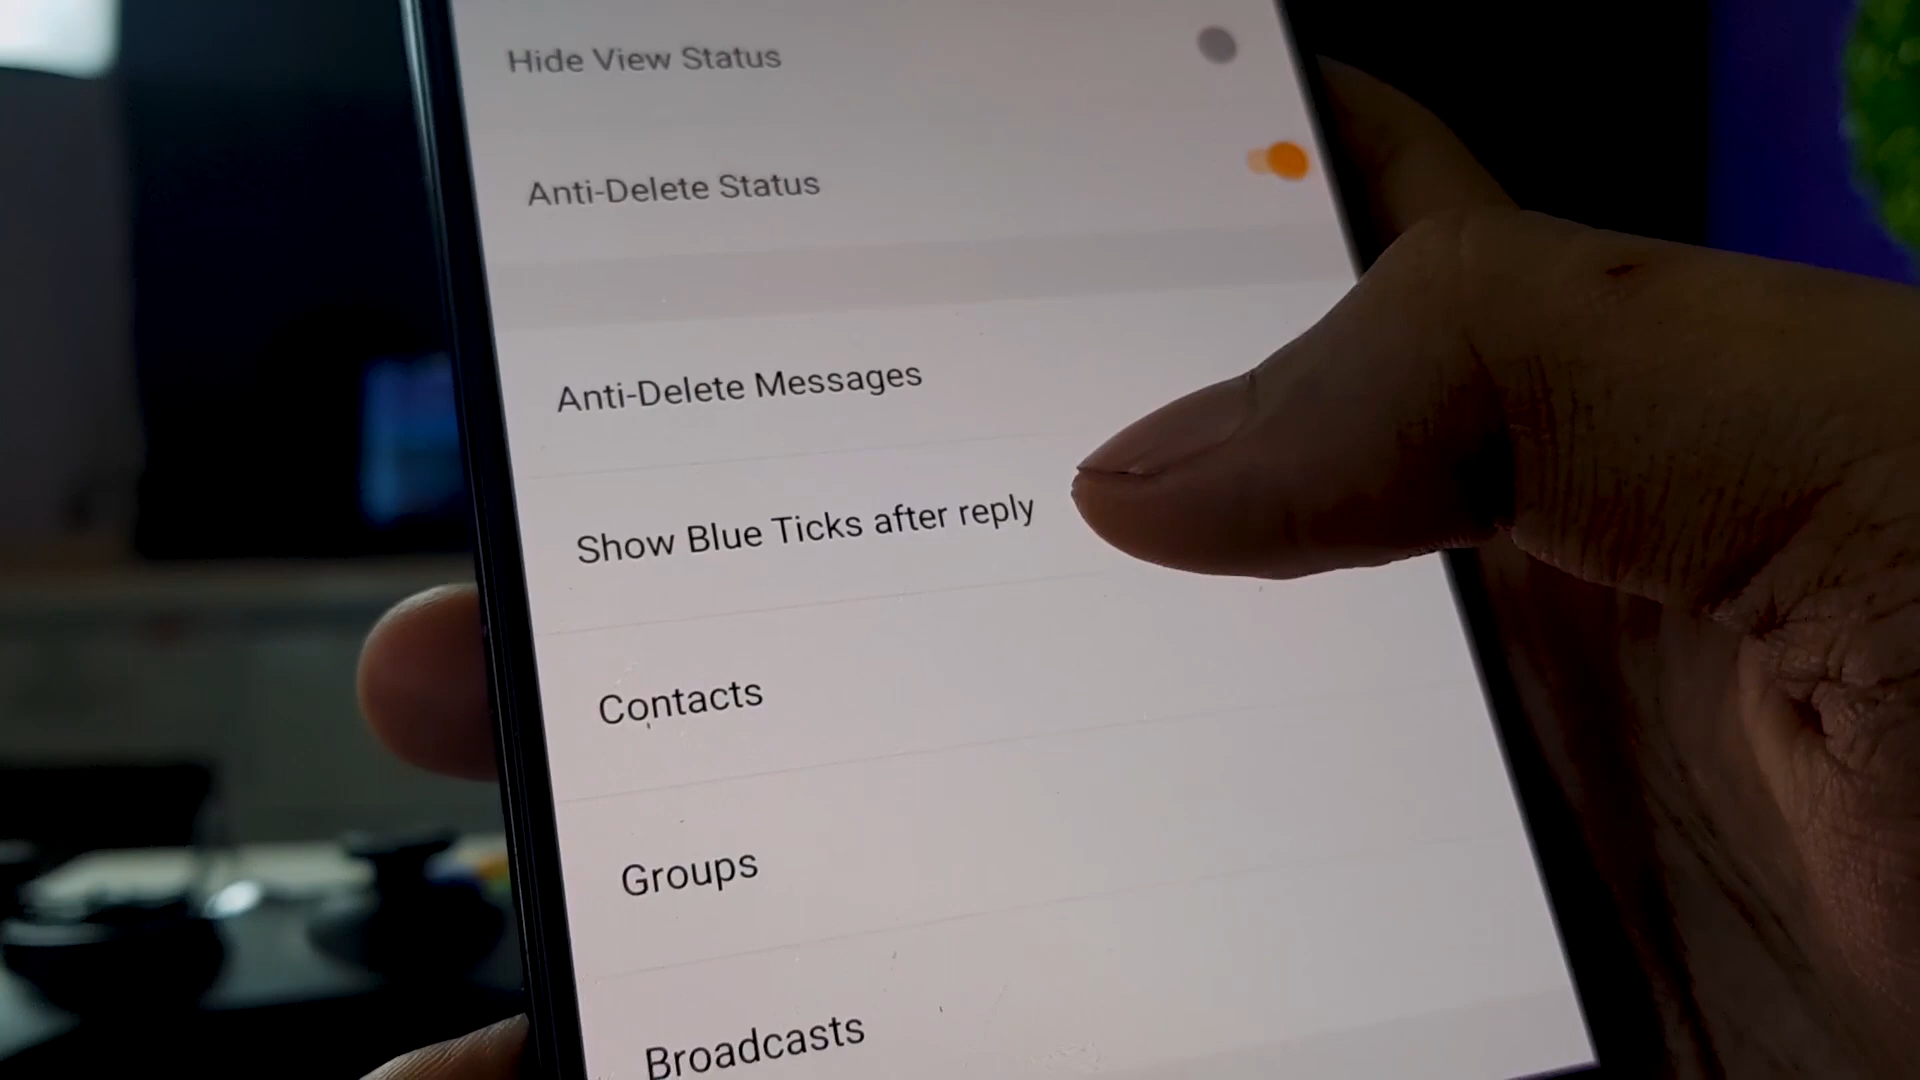 Hide View Status
Anti-Delete Status
Anti-Delete Messages
Show Blue Ticks after reply
Contacts
Groups
Broadcasts